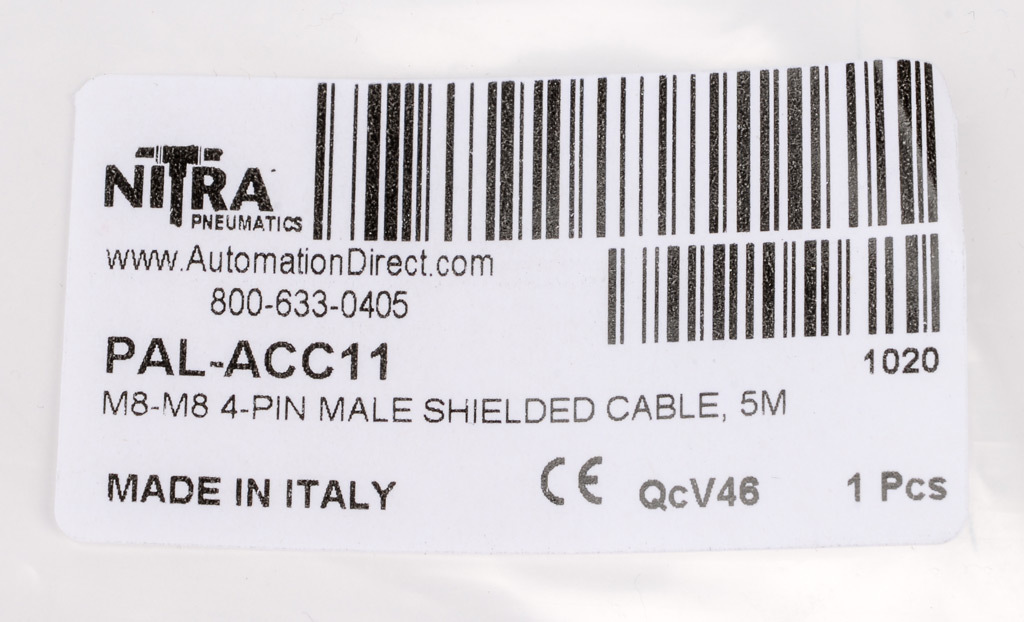 NITRA
PNEUMATICS
www.AutomationDirect.com
800-633-0405
PAL-ACC11
1020
M8-M8 4-PIN MALE SHIELDED CABLE, 5M
MADE IN ITALY CE QcV46 1 Pcs